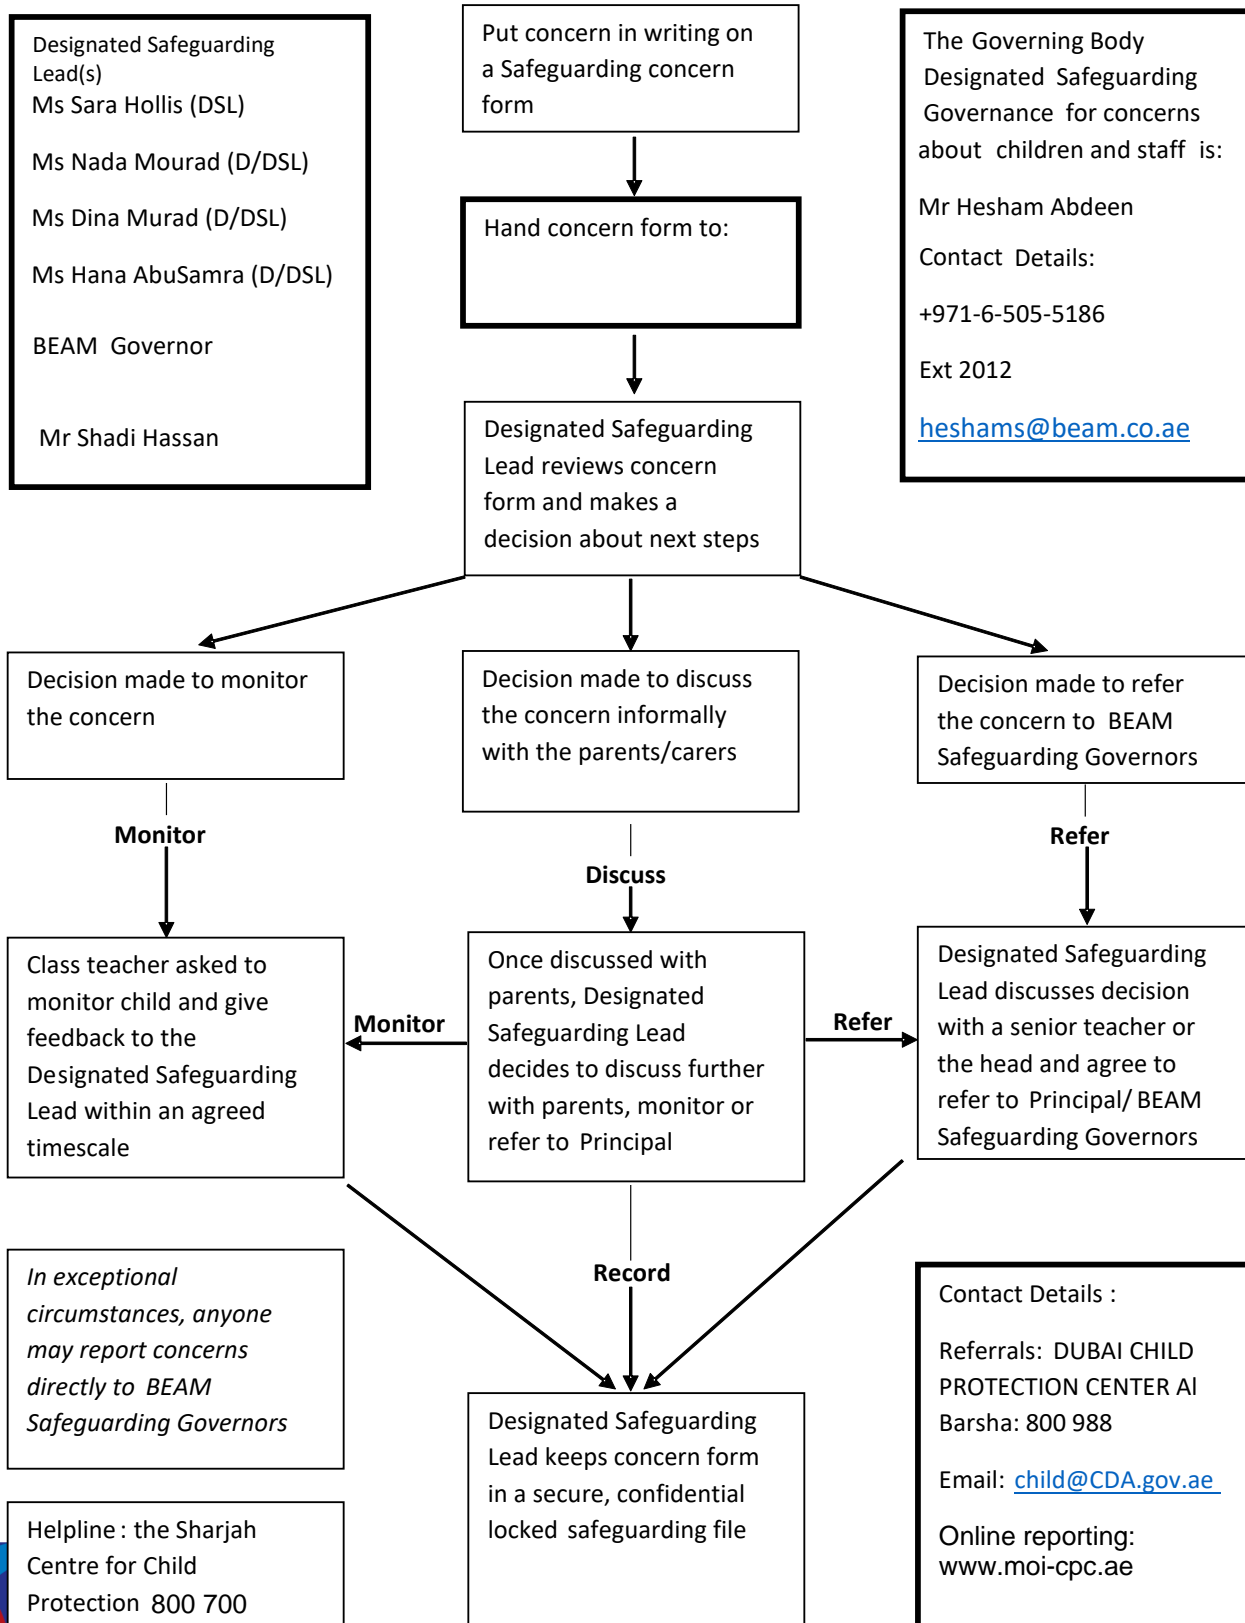 Designated Safeguarding
Lead(s)
Ms Sara Hollis (DSL)
Ms Nada Mourad (D/DSL)
Ms Dina Murad (D/DSL)
Ms Hana AbuSamra (D/DSL)
BEAM Governor
Mr Shadi Hassan
Put concern in writing on
a Safeguarding concern
form
The Governing Body
Designated Safeguarding
Governance for concerns
about children and staff is:
Mr Hesham Abdeen
Contact Details:
+971-6-505-5186
Ext 2012
heshams@beam.co.ae
Hand concern form to:
Designated Safeguarding
Lead reviews concern
form and makes a
decision about next steps
Decision made to monitor
the concern
Decision made to discuss
the concern informally
with the parents/carers
Decision made to refer
the concern to BEAM
Safeguarding Governors
Monitor
Discuss
Refer
Class teacher asked to
monitor child and give
feedback to the
Designated Safeguarding
Lead within an agreed
timescale
Monitor
Once discussed with
parents, Designated
Safeguarding Lead
decides to discuss further
with parents, monitor or
refer to Principal
Refer
Designated Safeguarding
Lead discusses decision
with a senior teacher or
the head and agree to
refer to Principal/ BEAM
Safeguarding Governors
In exceptional
circumstances, anyone
may report concerns
directly to BEAM
Safeguarding Governors
Record
Contact Details :
Referrals: DUBAI CHILD
PROTECTION CENTER Al
Barsha: 800 988
Email: child@CDA.gov.ae
Online reporting:
www.moi-cpc.ae
Designated Safeguarding
Lead keeps concern form
in a secure, confidential
locked safeguarding file
Helpline : the Sharjah
Centre for Child
Protection 800 700